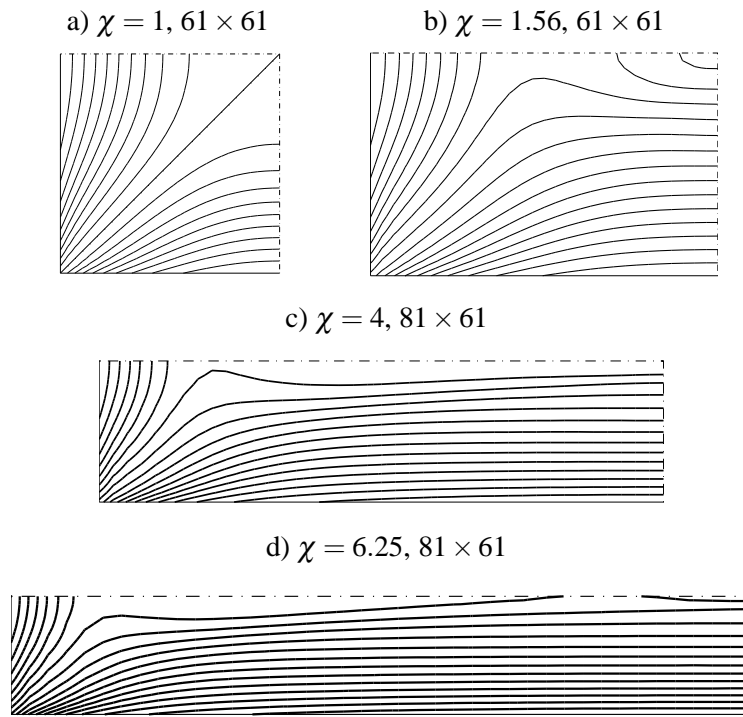 a) χ = 1, 61 × 61
b) χ = 1.56, 61 × 61
c) χ = 4, 81 × 61
d) χ = 6.25, 81 × 61